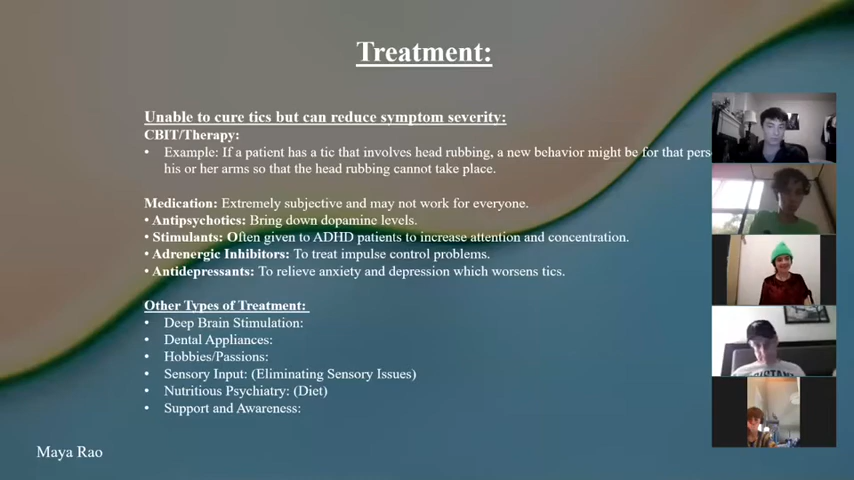 Treatment:
Unable to cure tics but can reduce symptom severity:
CBIT/Therapy:
• Example: If a patient has a tic that involves head rubbing, a new behavior might be for that pers
his or her arms so that the head rubbing cannot take place.
Medication: Extremely subjective and may not work for everyone.
• Antipsychotics: Bring down dopamine levels.
• Stimulants: Often given to ADHD patients to increase attention and concentration.
• Adrenergic Inhibitors: To treat impulse control problems.
• Antidepressants: To relieve anxiety and depression which worsens tics.
Other Types of Treatment:
• Deep Brain Stimulation:
• Dental Appliances:
• Hobbies/Passions:
• Sensory Input: (Eliminating Sensory Issues)
• Nutritious Psychiatry: (Diet)
• Support and Awareness:
Maya Rao